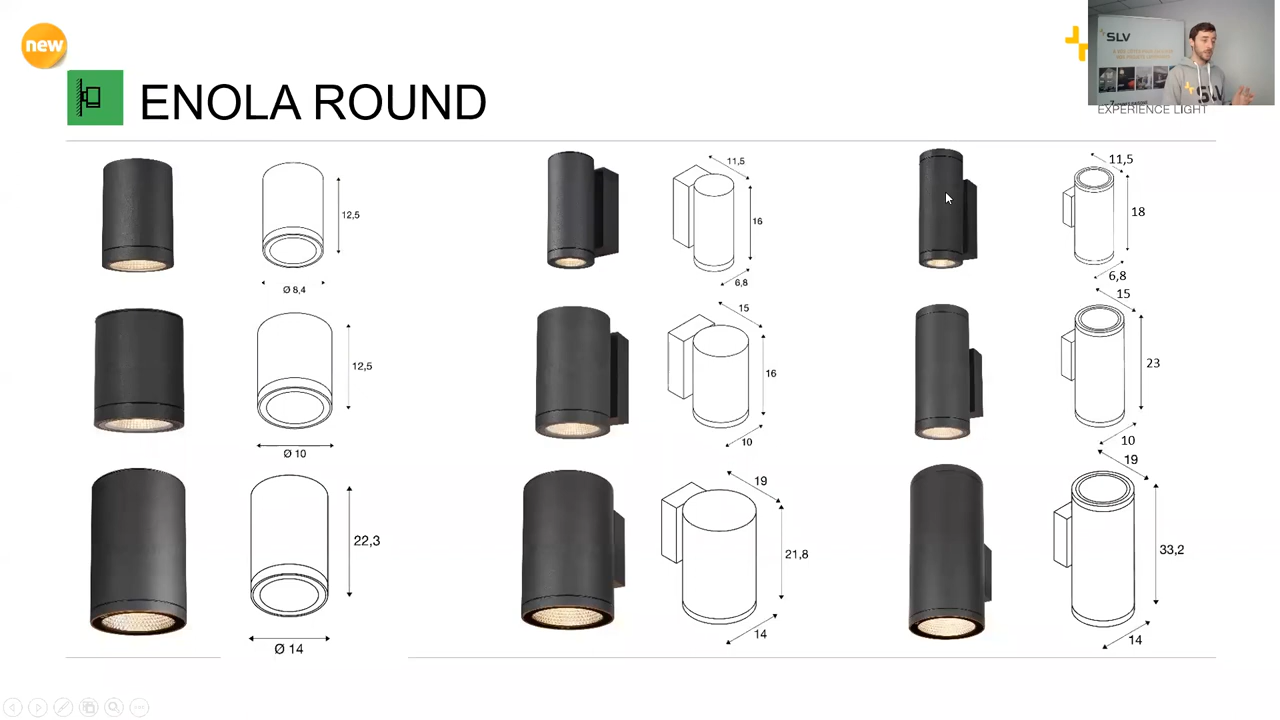 new
SLV
ENOLA ROUND
SLV
EXPERIENCE LIGHT
12,5
Ø 8,4
11,5
16
6,8
11,5
18
6,8
12,5
Ø 10
15
16
10
15
23
10
22,3
Ø 14
19
21,8
14
19
33,2
14